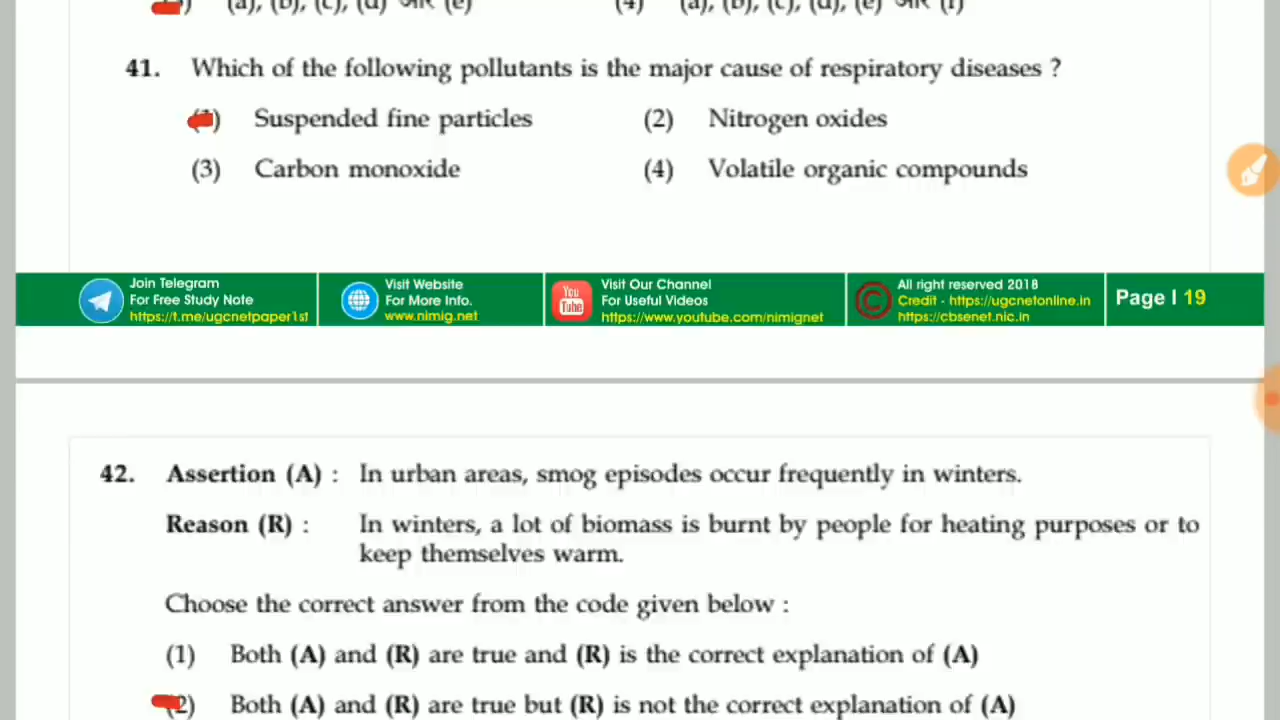 (a), (b), (c), (d) और (e) (4) (a), (b), (c), (d), (e) और (f)
41. Which of the following pollutants is the major cause of respiratory diseases ?
Suspended fine particles (2) Nitrogen oxides
(3) Carbon monoxide (4) Volatile organic compounds
Join Telegram
For Free Study Note
https://t.me/ugcnetpaper1st
Visit Website
For More Info.
www.nimig.net
You
Tube
Visit Our Channel
For Useful Videos
https://www.youtube.com/nimignet
C
All right reserved 2018
Credit - https://ugcnetonline.in
https://cbsenet.nic.in
Page | 19
42. Assertion (A) : In urban areas, smog episodes occur frequently in winters.
Reason (R) : In winters, a lot of biomass is burnt by people for heating purposes or to
keep themselves warm.
Choose the correct answer from the code given below :
(1) Both (A) and (R) are true and (R) is the correct explanation of (A)
(2) Both (A) and (R) are true but (R) is not the correct explanation of (A)